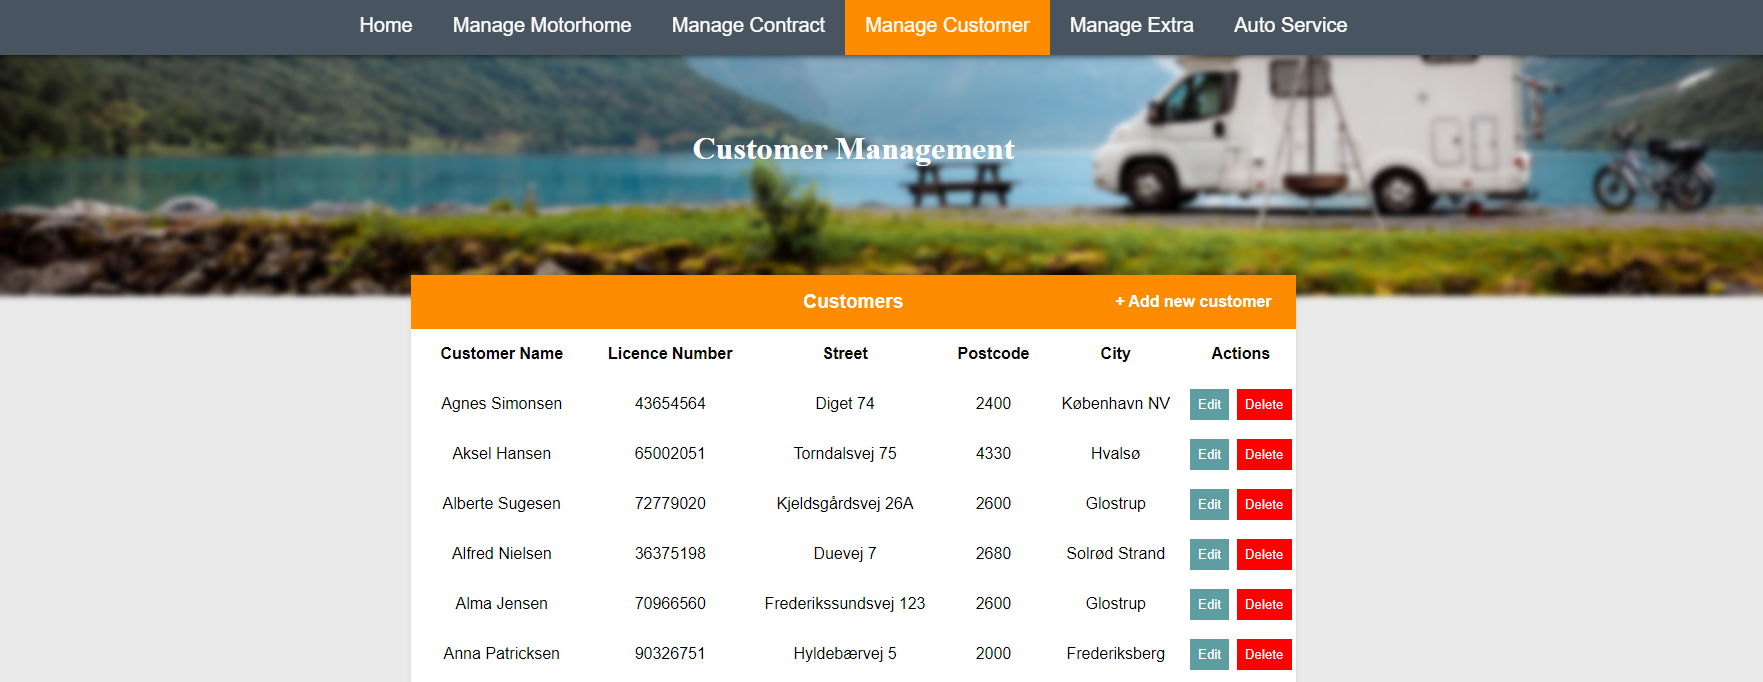 Home Manage Motorhome Manage Contract Manage Customer Manage Extra Auto Service
Customer Management
Customers + Add new customer
Customer Name Licence Number Street Postcode City Actions
Agnes Simonsen 43654564 Diget 74 2400 København NV Edit Delete
Aksel Hansen 65002051 Torndalsvej 75 4330 Hvalsø Edit Delete
Alberte Sugesen 72779020 Kjeldsgårdsvej 26A 2600 Glostrup Edit Delete
Alfred Nielsen 36375198 Duevej 7 2680 Solrød Strand Edit Delete
Alma Jensen 70966560 Frederikssundsvej 123 2600 Glostrup Edit Delete
Anna Patricksen 90326751 Hyldebærvej 5 2000 Frederiksberg Edit Delete